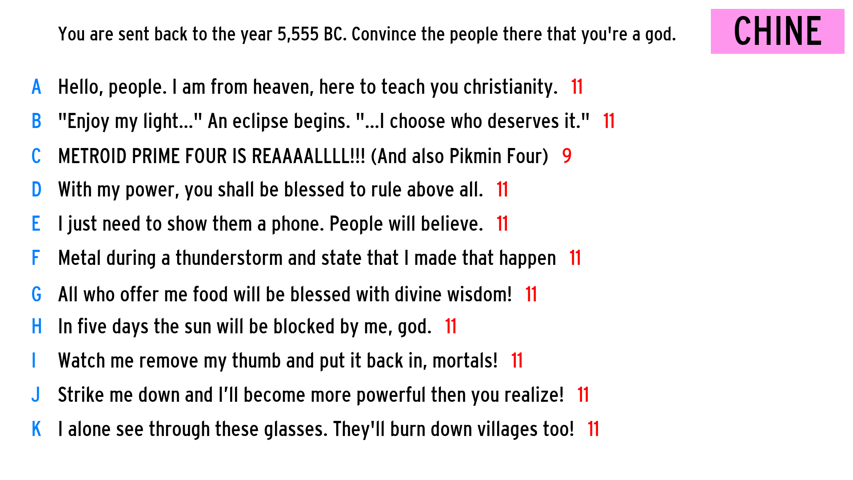 You are sent back to the year 5,555 BC. Convince the people there that you're a god.
CHINE
A Hello, people. I am from heaven, here to teach you christianity. 11
B "Enjoy my light..." An eclipse begins. "...I choose who deserves it." 11
C METROID PRIME FOUR IS REAAAALLLL!!! (And also Pikmin Four) 9
D With my power, you shall be blessed to rule above all. 11
E I just need to show them a phone. People will believe. 11
F Metal during a thunderstorm and state that I made that happen 11
G All who offer me food will be blessed with divine wisdom! 11
H In five days the sun will be blocked by me, god. 11
I Watch me remove my thumb and put it back in, mortals! 11
J Strike me down and I’ll become more powerful then you realize! 11
K I alone see through these glasses. They'll burn down villages too! 11